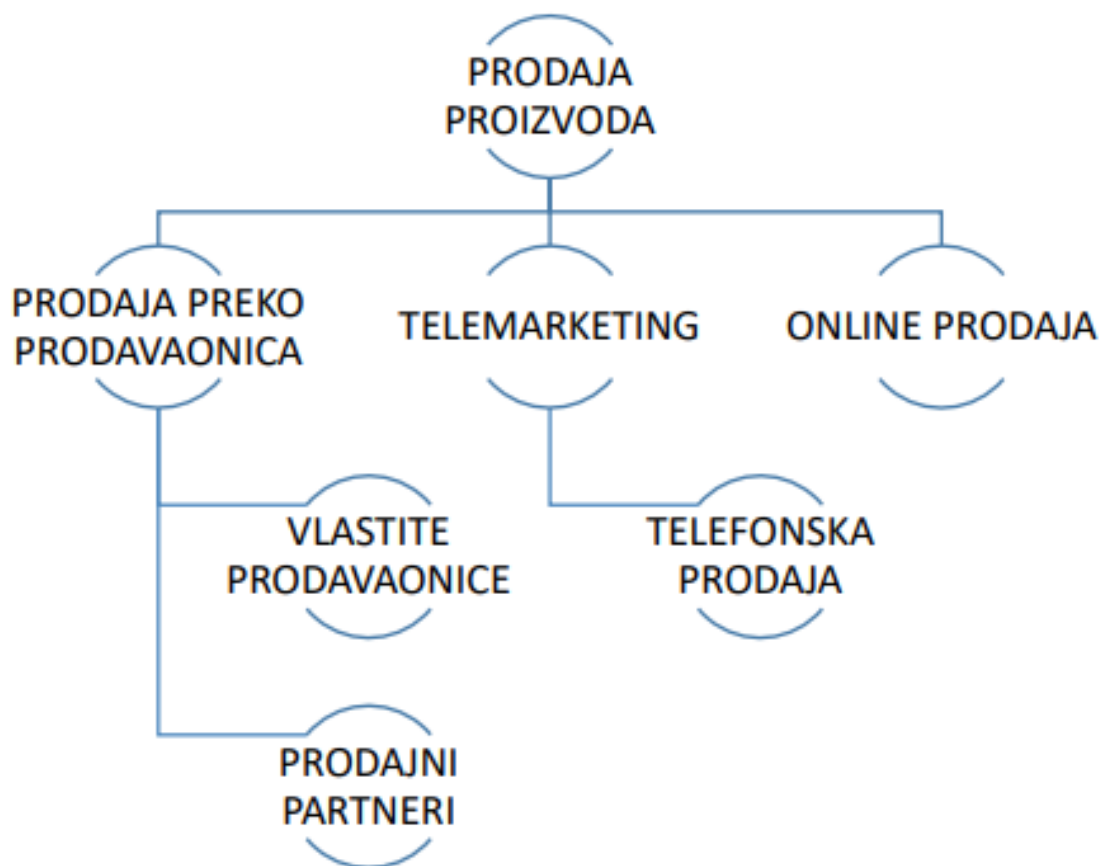 PRODAJA
PROIZVODA
PRODAJA PREKO
PRODAVAONICA
TELEMARKETING
ONLINE PRODAJA
VLASTITE
PRODAVAONICE
TELEFONSKA
PRODAJA
PRODAJNI
PARTNERI